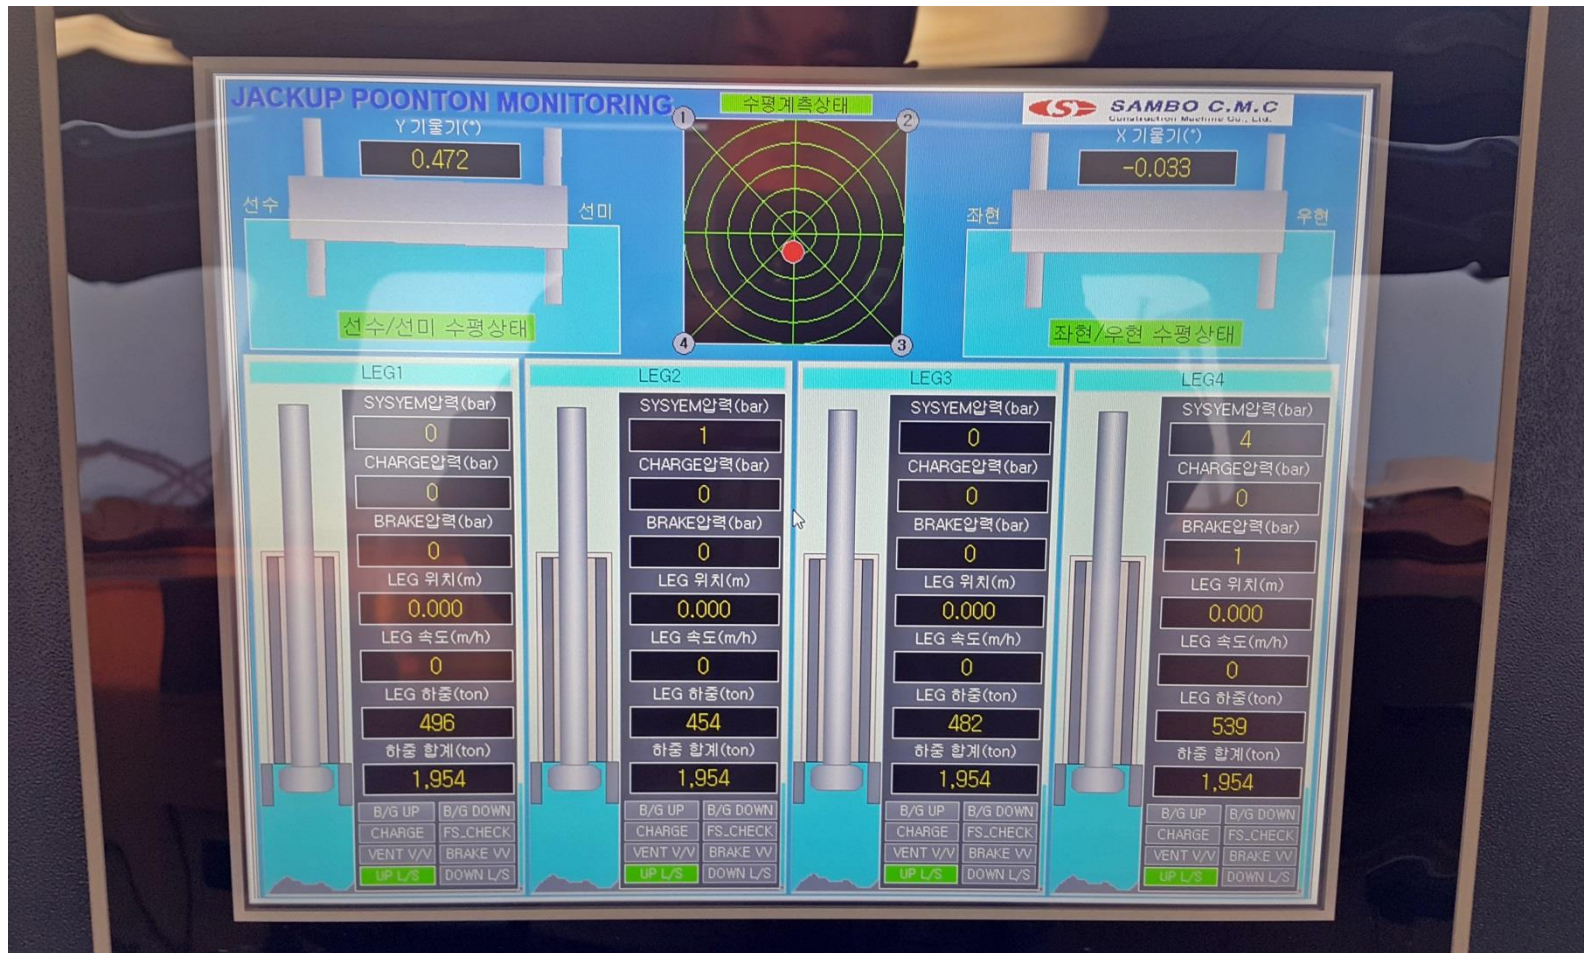 JACKUP POONTON MONITORING
수평계측상태
SAMBO C.M.C
Construction Machine Co., Ltd.
Y 기울기(°)
0.472
선수
선미
선수/선미 수평상태
1
2
4
3
X 기울기(°)
-0.033
좌현
우현
좌현/우현 수평상태
LEG1
SYSYEM압력(bar)
0
CHARGE압력(bar)
0
BRAKE압력(bar)
0
LEG 위치(m)
0.000
LEG 속도(m/h)
0
LEG 하중(ton)
496
하중 합계(ton)
1,954
B/G UP B/G DOWN
CHARGE FS_CHECK
VENT V/V BRAKE VV
UP L/S DOWN L/S
LEG2
SYSYEM압력(bar)
1
CHARGE압력(bar)
0
BRAKE압력(bar)
0
LEG 위치(m)
0.000
LEG 속도(m/h)
0
LEG 하중(ton)
454
하중 합계(ton)
1,954
B/G UP B/G DOWN
CHARGE FS_CHECK
VENT V/V BRAKE VV
UP L/S DOWN L/S
LEG3
SYSYEM압력(bar)
0
CHARGE압력(bar)
0
BRAKE압력(bar)
0
LEG 위치(m)
0.000
LEG 속도(m/h)
0
LEG 하중(ton)
482
하중 합계(ton)
1,954
B/G UP B/G DOWN
CHARGE FS_CHECK
VENT V/V BRAKE VV
UP L/S DOWN L/S
LEG4
SYSYEM압력(bar)
4
CHARGE압력(bar)
0
BRAKE압력(bar)
1
LEG 위치(m)
0.000
LEG 속도(m/h)
0
LEG 하중(ton)
539
하중 합계(ton)
1,954
B/G UP B/G DOWN
CHARGE FS_CHECK
VENT V/V BRAKE VV
UP L/S DOWN L/S